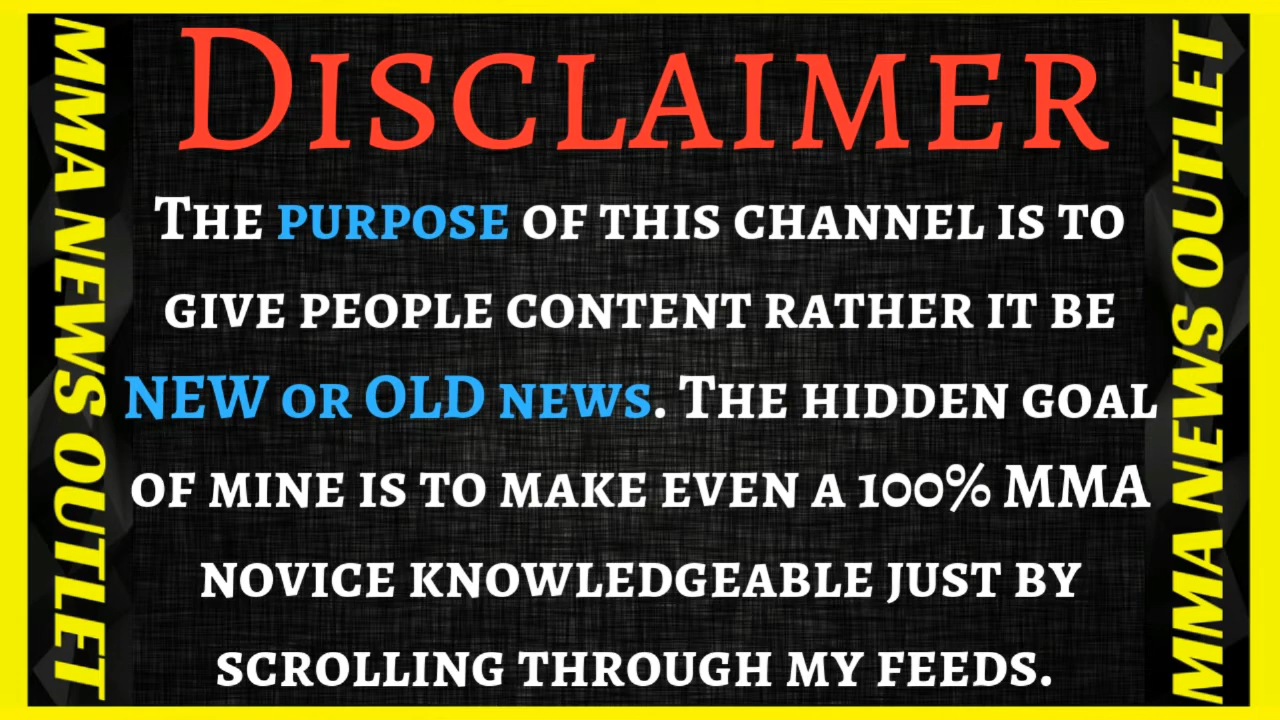 DISCLAIMER
THE PURPOSE OF THIS CHANNEL IS TO
GIVE PEOPLE CONTENT RATHER IT BE
NEW OR OLD NEWS. THE HIDDEN GOAL
OF MINE IS TO MAKE EVEN A 100% MMA
NOVICE KNOWLEDGEABLE JUST BY
SCROLLING THROUGH MY FEEDS.
MMA NEWS OUTLET
MMA NEWS OUTLET